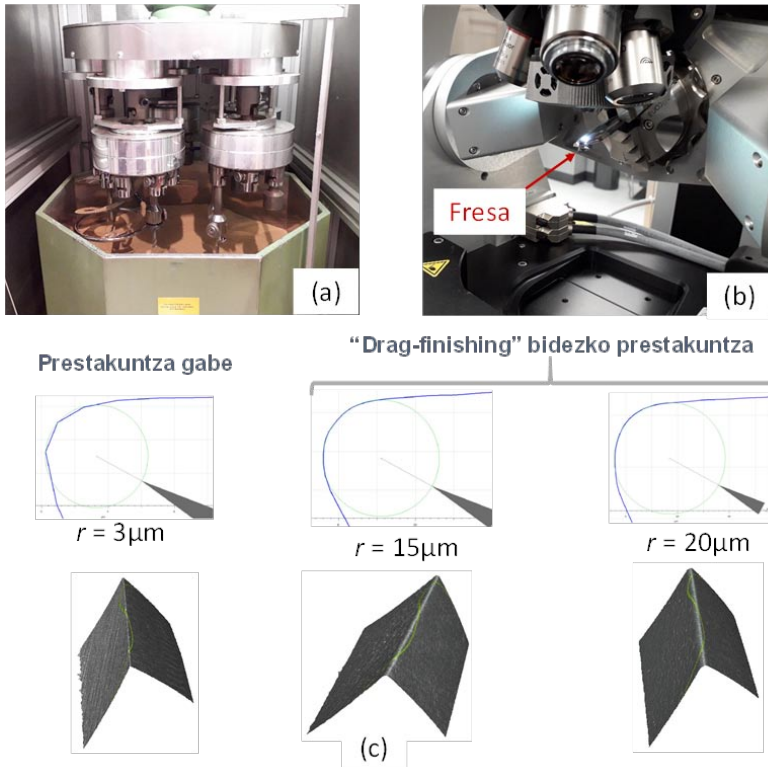 Fresa
(a)
(b)
Prestakuntza gabe
“Drag-finishing” bidezko prestakuntza
r = 3µm
r = 15µm
r = 20µm
(c)